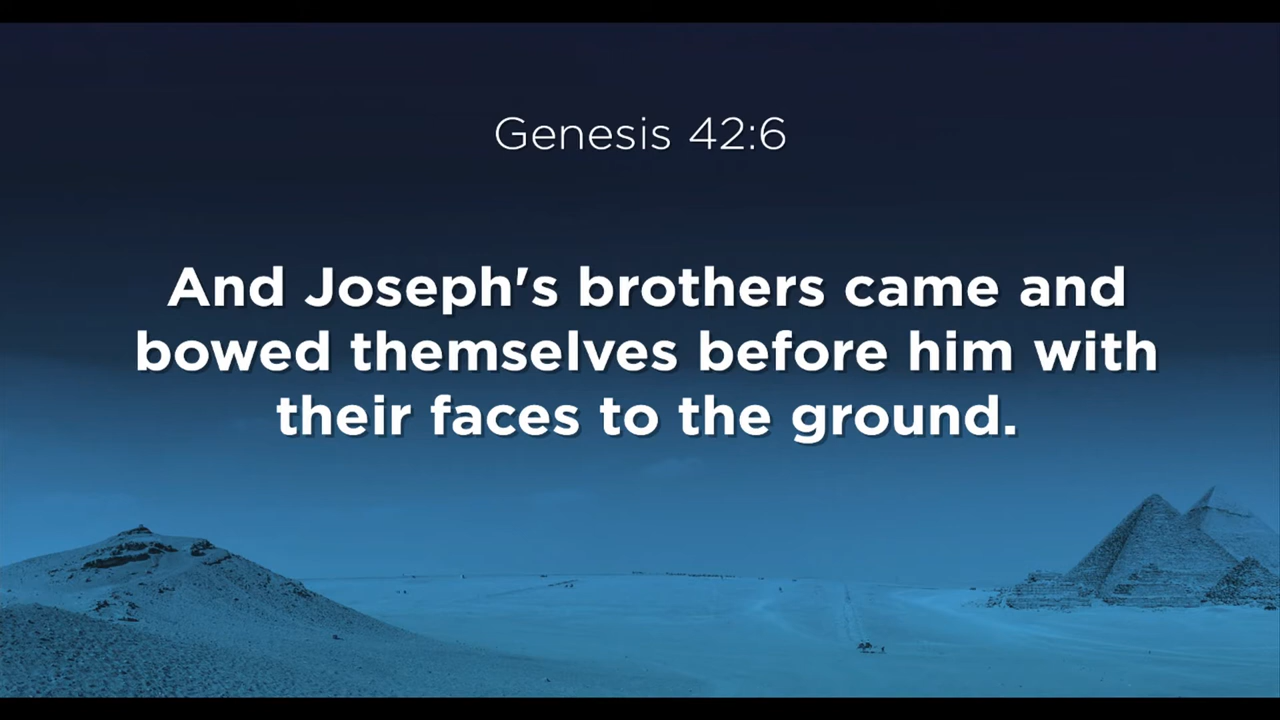 Genesis 42:6
And Joseph's brothers came and
bowed themselves before him with
their faces to the ground.